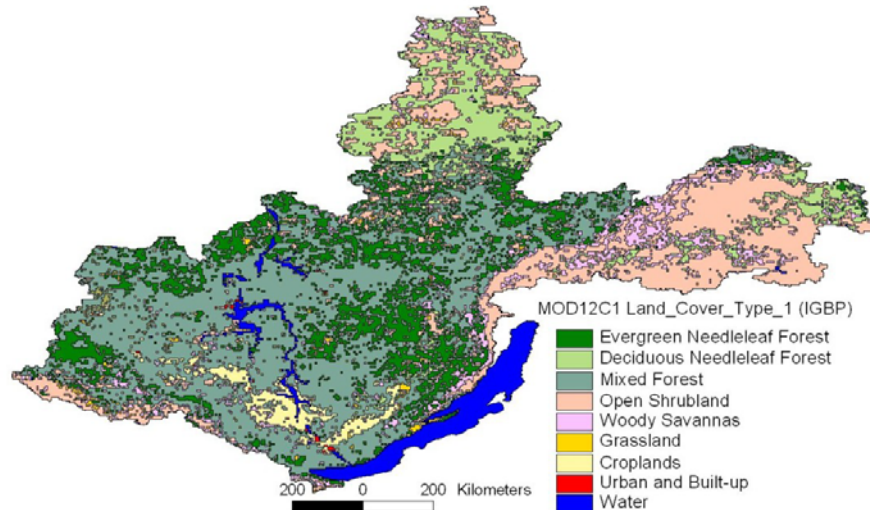 MOD12C1 Land_Cover_Type_1 (IGBP)
Evergreen Needleleaf Forest
Deciduous Needleleaf Forest
Mixed Forest
Open Shrubland
Woody Savannas
Grassland
Croplands
Urban and Built-up
Water
200 0 200 Kilometers